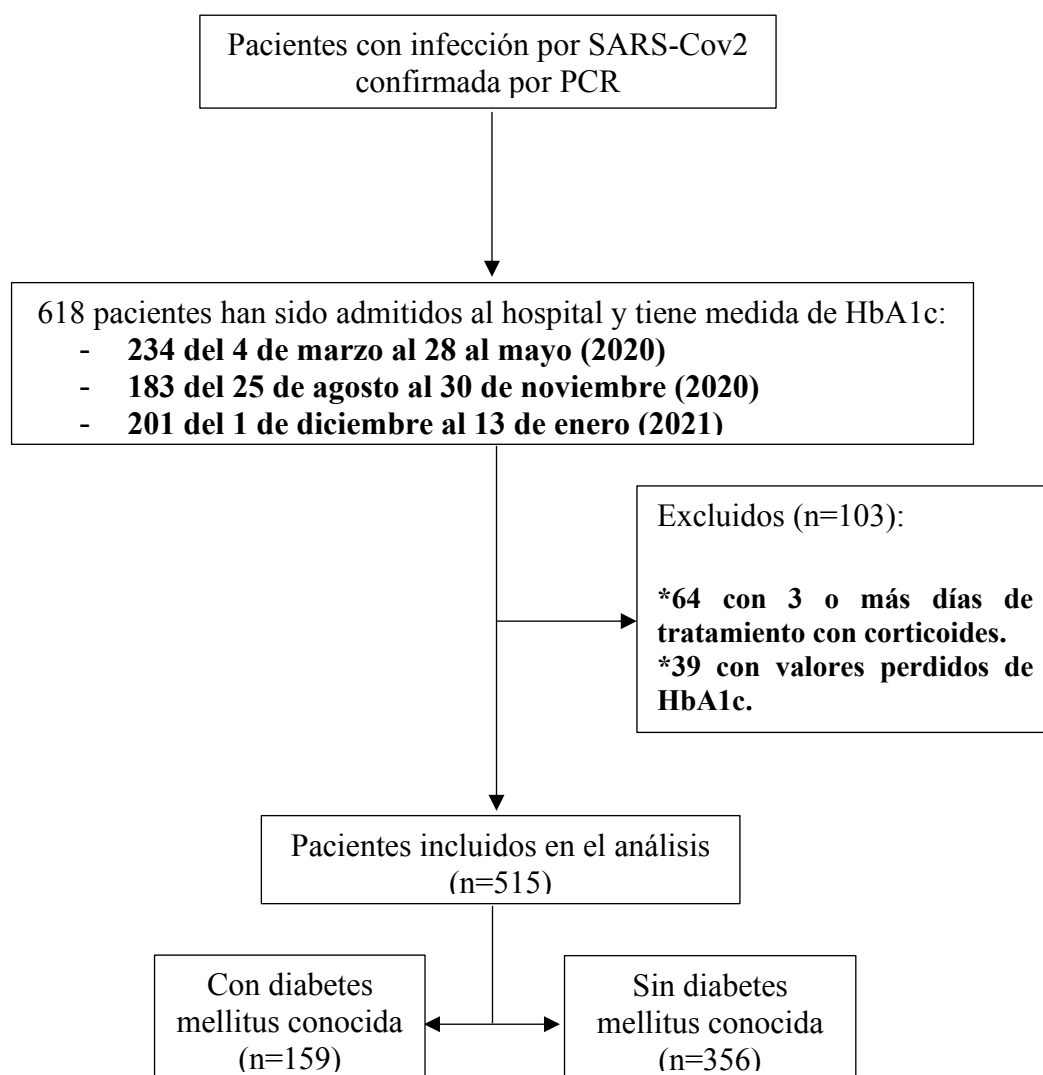 Pacientes con infección por SARS-Cov2
confirmada por PCR
618 pacientes han sido admitidos al hospital y tiene medida de HbA1c:
- 234 del 4 de marzo al 28 al mayo (2020)
- 183 del 25 de agosto al 30 de noviembre (2020)
- 201 del 1 de diciembre al 13 de enero (2021)
Excluidos (n=103):
*64 con 3 o más días de
tratamiento con corticoides.
*39 con valores perdidos de
HbA1c.
Pacientes incluidos en el análisis
(n=515)
Con diabetes
mellitus conocida
(n=159)
Sin diabetes
mellitus conocida
(n=356)